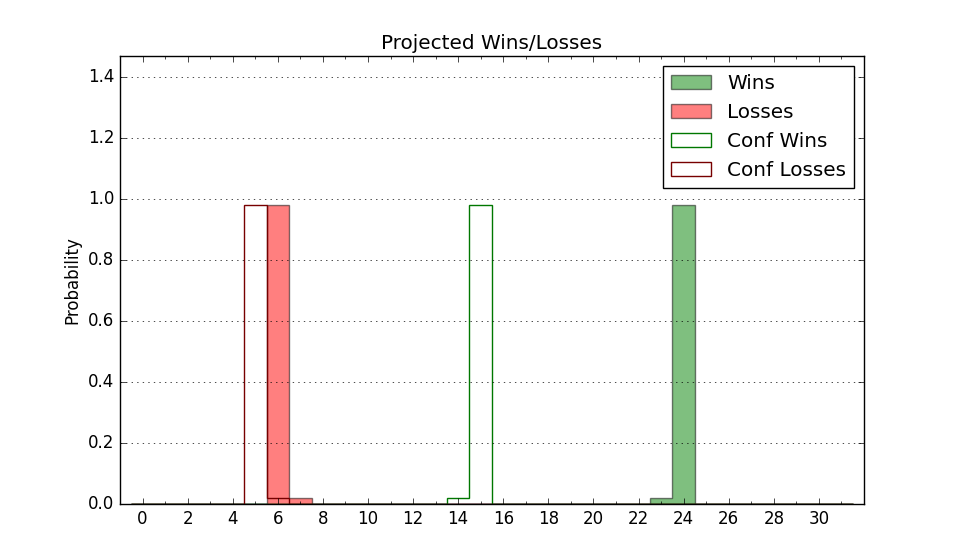 Projected Wins/Losses
1.4
1.2
1.0
0.8
0.6
0.4
0.2
0.0
Probability
Wins
Losses
Conf Wins
Conf Losses
0 2 4 6 8 10 12 14 16 18 20 22 24 26 28 30